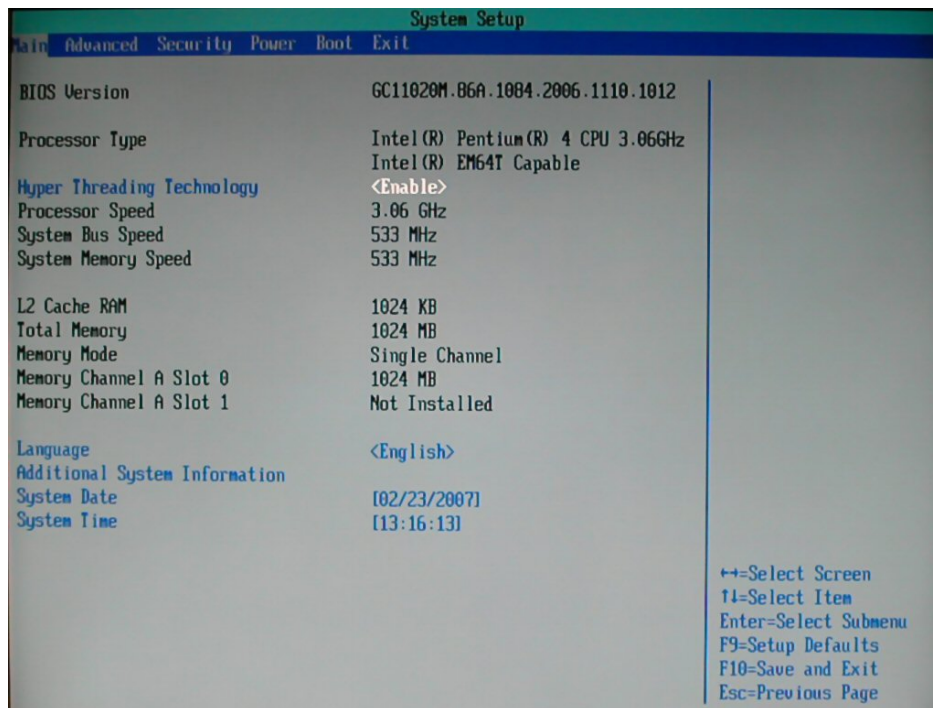 System Setup
Main Advanced Security Power Boot Exit
BIOS Version GC11020M.86A.1084.2006.1110.1012
Processor Type Intel(R) Pentium(R) 4 CPU 3.06GHz
Intel(R) EM64T Capable
Hyper Threading Technology <Enable>
Processor Speed 3.06 GHz
System Bus Speed 533 MHz
System Memory Speed 533 MHz
L2 Cache RAM 1024 KB
Total Memory 1024 MB
Memory Mode Single Channel
Memory Channel A Slot 0 1024 MB
Memory Channel A Slot 1 Not Installed
Language <English>
Additional System Information
System Date [02/23/2007]
System Time [13:16:13]
←→=Select Screen
↑↓=Select Item
Enter=Select Submenu
F9=Setup Defaults
F10=Save and Exit
Esc=Previous Page